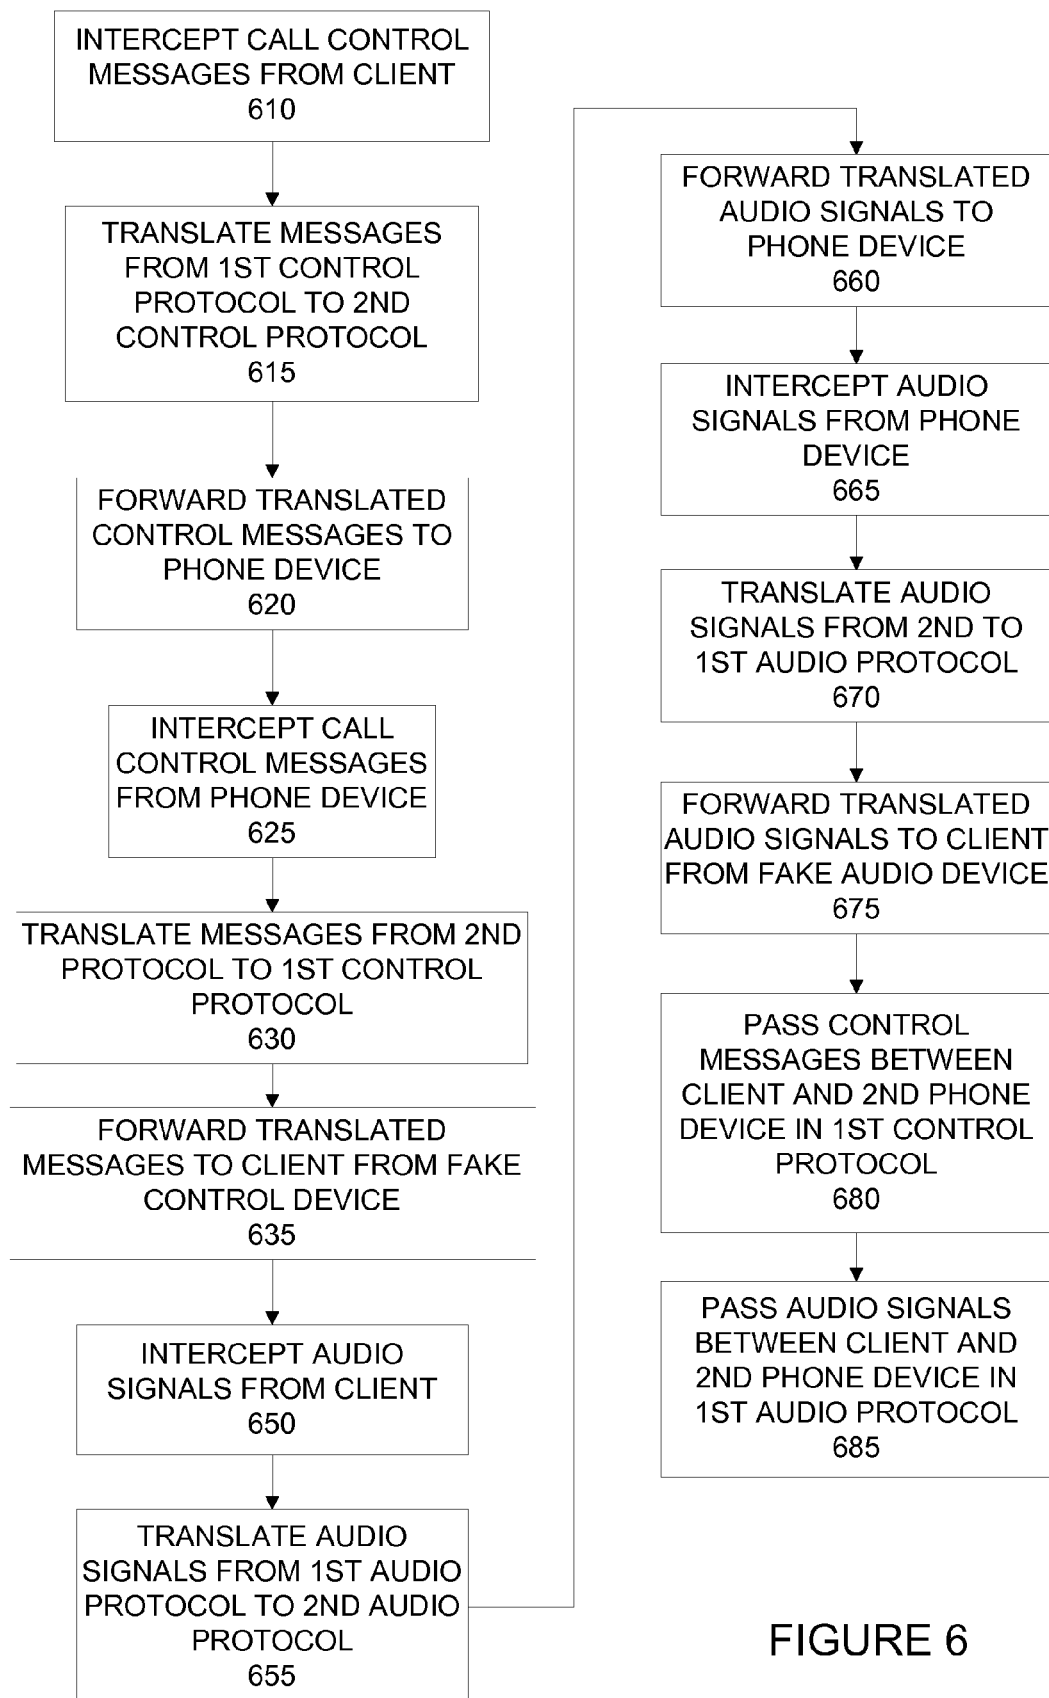 INTERCEPT CALL CONTROL
MESSAGES FROM CLIENT
610
TRANSLATE MESSAGES
FROM 1ST CONTROL
PROTOCOL TO 2ND
CONTROL PROTOCOL
615
FORWARD TRANSLATED
CONTROL MESSAGES TO
PHONE DEVICE
620
INTERCEPT CALL
CONTROL MESSAGES
FROM PHONE DEVICE
625
TRANSLATE MESSAGES FROM 2ND
PROTOCOL TO 1ST CONTROL
PROTOCOL
630
FORWARD TRANSLATED
MESSAGES TO CLIENT FROM FAKE
CONTROL DEVICE
635
INTERCEPT AUDIO
SIGNALS FROM CLIENT
650
TRANSLATE AUDIO
SIGNALS FROM 1ST AUDIO
PROTOCOL TO 2ND AUDIO
PROTOCOL
655
FORWARD TRANSLATED
AUDIO SIGNALS TO
PHONE DEVICE
660
INTERCEPT AUDIO
SIGNALS FROM PHONE
DEVICE
665
TRANSLATE AUDIO
SIGNALS FROM 2ND TO
1ST AUDIO PROTOCOL
670
FORWARD TRANSLATED
AUDIO SIGNALS TO CLIENT
FROM FAKE AUDIO DEVICE
675
PASS CONTROL
MESSAGES BETWEEN
CLIENT AND 2ND PHONE
DEVICE IN 1ST CONTROL
PROTOCOL
680
PASS AUDIO SIGNALS
BETWEEN CLIENT AND
2ND PHONE DEVICE IN
1ST AUDIO PROTOCOL
685
FIGURE 6